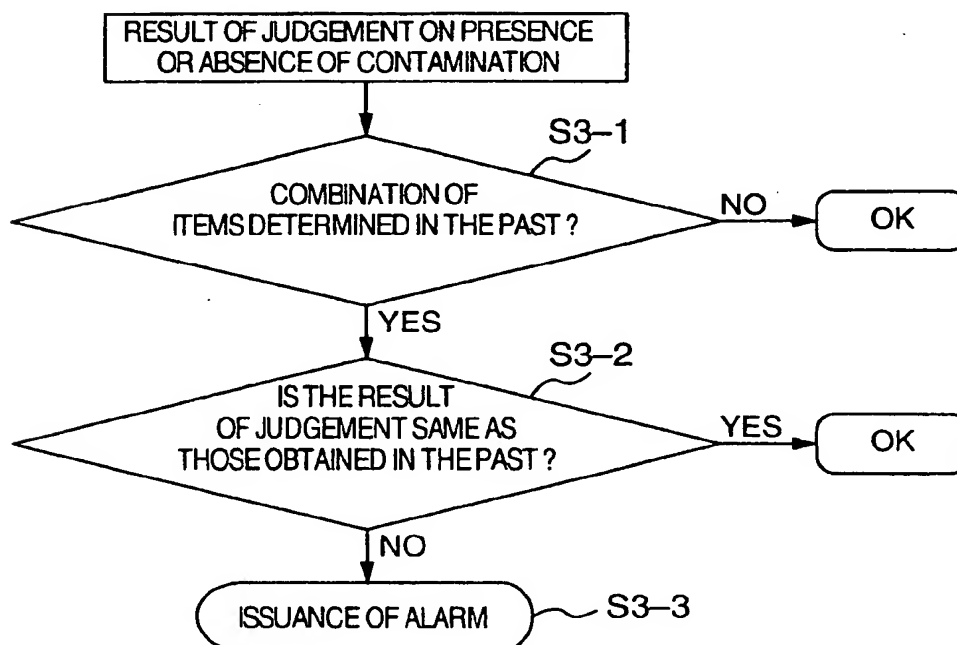 RESULT OF JUDGEMENT ON PRESENCE
OR ABSENCE OF CONTAMINATION
S3-1
COMBINATION OF
ITEMS DETERMINED IN THE PAST ?
NO
OK
YES
S3-2
IS THE RESULT
OF JUDGEMENT SAME AS
THOSE OBTAINED IN THE PAST ?
YES
OK
NO
ISSUANCE OF ALARM
S3-3